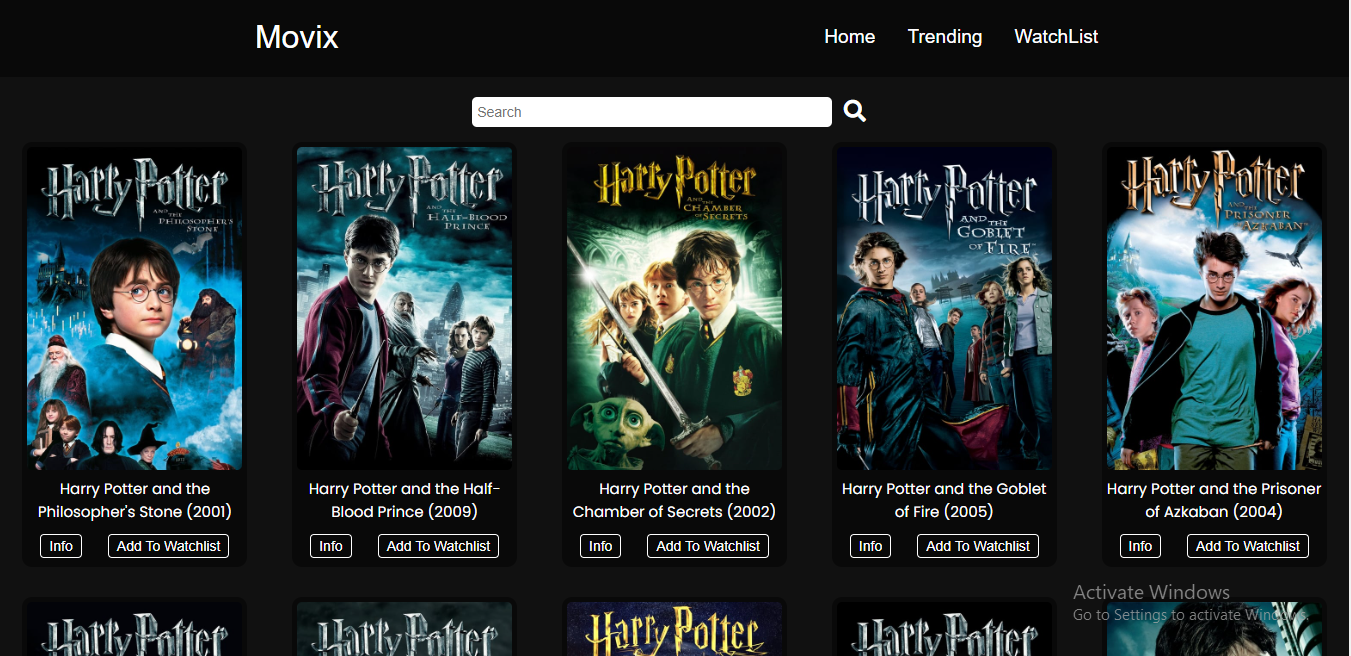 Movix
Home Trending WatchList
Search
Harry Potter
AND THE
PHILOSOPHER'S
STONE
Harry Potter
AND THE
HALF-BLOOD
PRINCE
Harry Potter
AND THE
CHAMBER
OF SECRETS
Harry Potter
AND THE
GOBLET
OF FIRE
Harry Potter
AND THE
PRISONER
OF AZKABAN
Harry Potter and the
Philosopher's Stone (2001)
Info Add To Watchlist
Harry Potter and the Half-
Blood Prince (2009)
Info Add To Watchlist
Harry Potter and the
Chamber of Secrets (2002)
Info Add To Watchlist
Harry Potter and the Goblet
of Fire (2005)
Info Add To Watchlist
Harry Potter and the Prisoner
of Azkaban (2004)
Info Add To Watchlist
Activate Windows
Go to Settings to activate Windows.
Harry Potter
Harry Potter
Harry Potter
Harry Potter